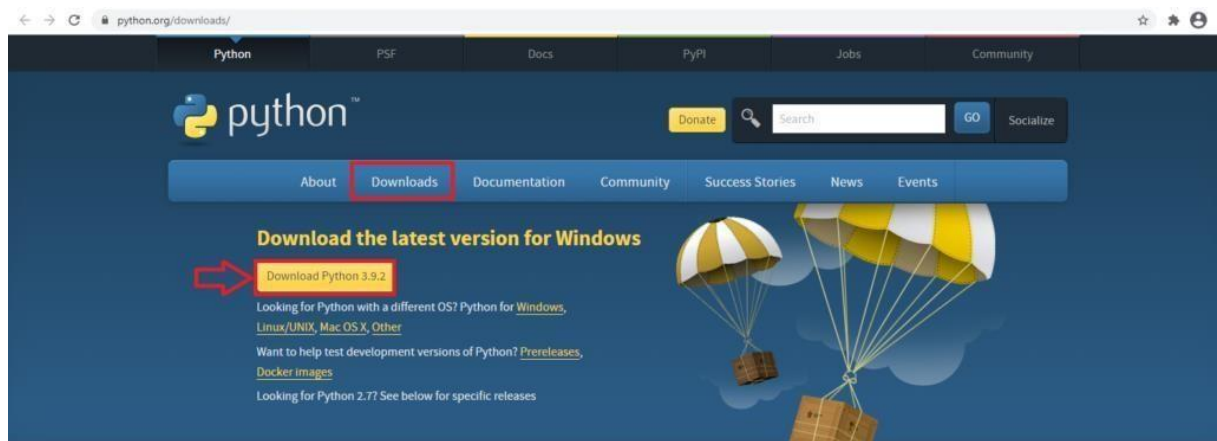 python.org/downloads/
Python PSF Docs PyPI Jobs Community
python™
Donate Search GO Socialize
About Downloads Documentation Community Success Stories News Events
Download the latest version for Windows
Download Python 3.9.2
Looking for Python with a different OS? Python for Windows,
Linux/UNIX, Mac OS X, Other
Want to help test development versions of Python? Prereleases,
Docker images
Looking for Python 2.7? See below for specific releases